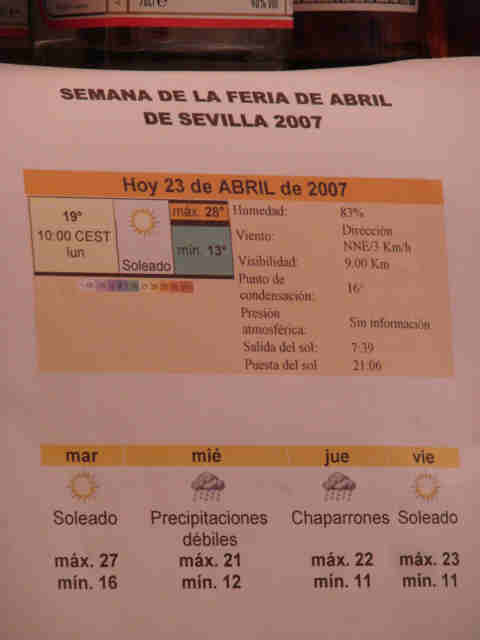 70cl e
40% vol
SEMANA DE LA FERIA DE ABRIL
DE SEVILLA 2007
Hoy 23 de ABRIL de 2007
19°
10:00 CEST
lun
Soleado
máx. 28°
mín. 13°
Humedad: 83%
Viento: Dirección
NNE/3 Km/h
Visibilidad: 9.00 Km
Punto de
condensación: 16°
Presión
atmosférica: Sin información
Salida del sol: 7:39
Puesta del sol 21:06
mar mié jue vie
Soleado Precipitaciones Chaparrones Soleado
débiles
máx. 27 máx. 21 máx. 22 máx. 23
mín. 16 mín. 12 mín. 11 mín. 11